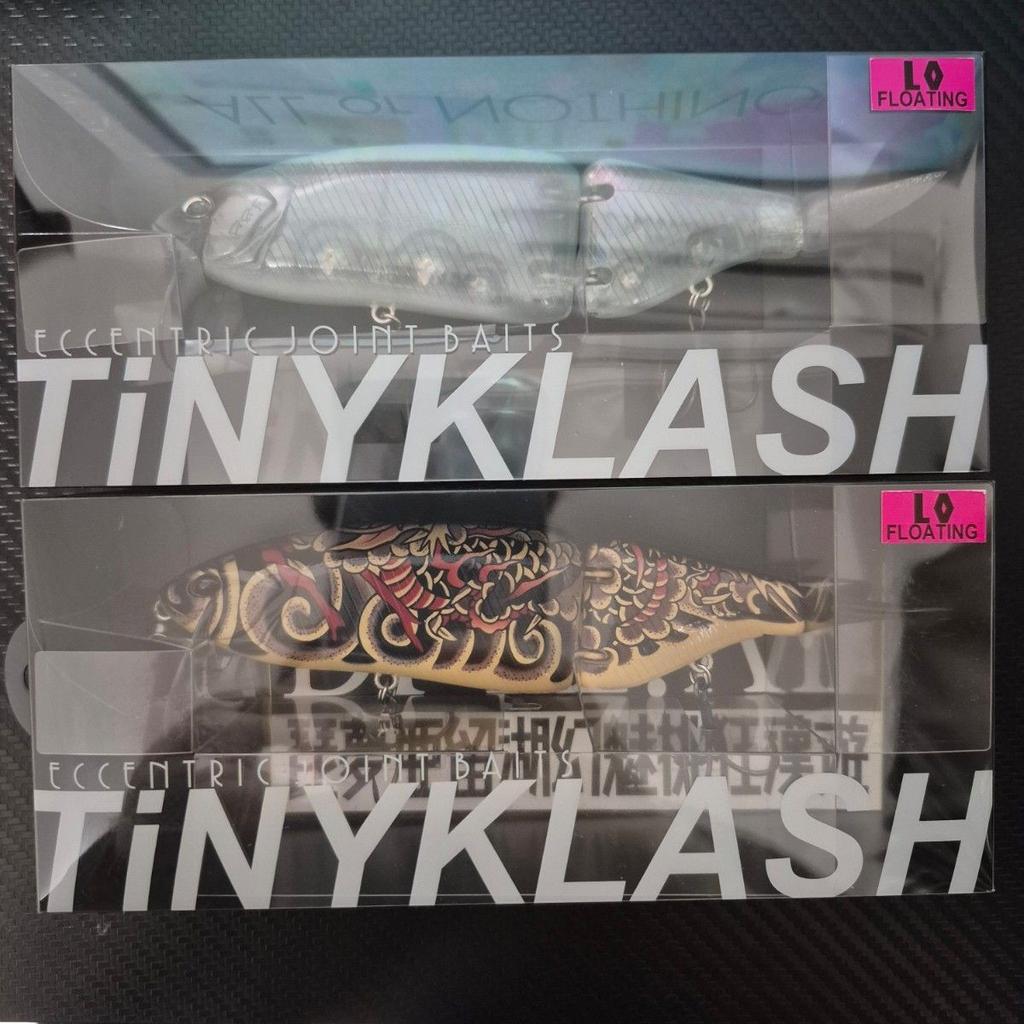 ALL or NOTHING
LO
FLOATING
ECCENTRIC JOINT BAITS
TiNYKLASH
LO
FLOATING
ECCENTRIC JOINT BAITS
TiNYKLASH